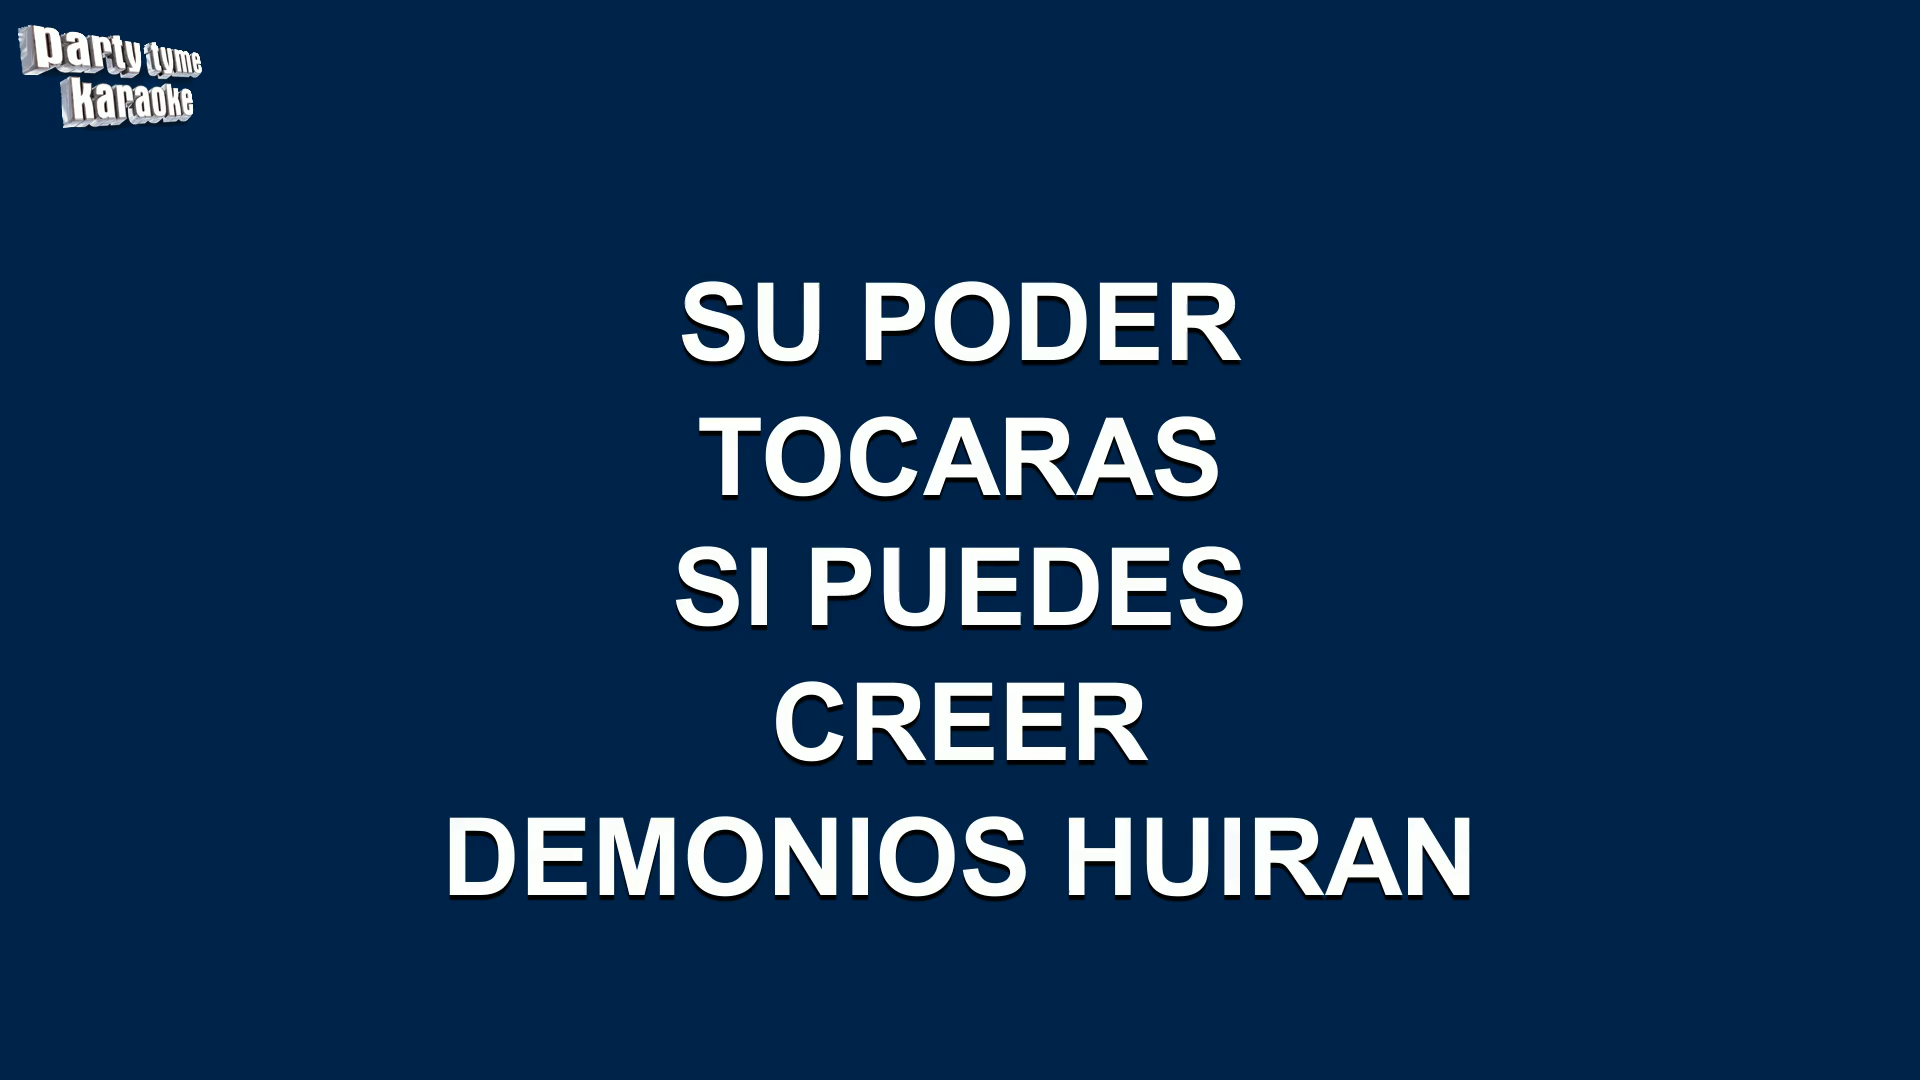 party tyme
karaoke
SU PODER
TOCARAS
SI PUEDES
CREER
DEMONIOS HUIRAN